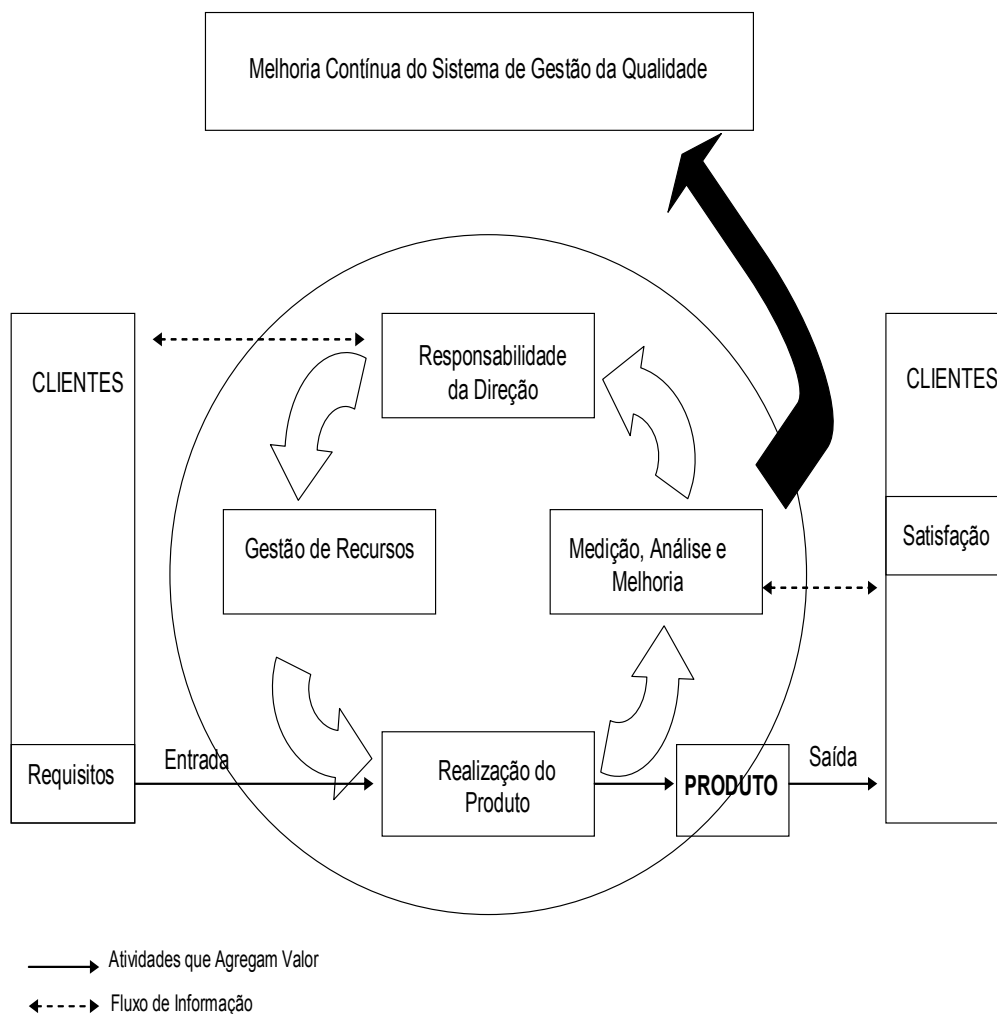 Melhoria Contínua do Sistema de Gestão da Qualidade
CLIENTES
Responsabilidade
da Direção
CLIENTES
Gestão de Recursos
Medição, Análise e
Melhoria
Satisfação
Requisitos
Entrada
Realização do
Produto
PRODUTO
Saída
Atividades que Agregam Valor
Fluxo de Informação